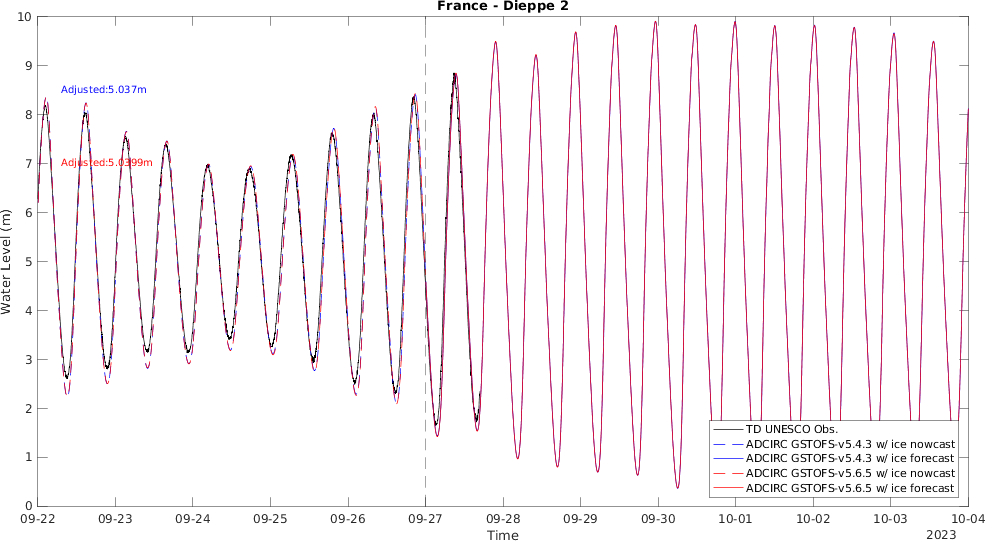 France - Dieppe 2
10
9
8
7
6
5
4
3
2
1
0
Water Level (m)
Adjusted:5.037m
Adjusted:5.0399m
TD UNESCO Obs.
ADCIRC GSTOFS-v5.4.3 w/ ice nowcast
ADCIRC GSTOFS-v5.4.3 w/ ice forecast
ADCIRC GSTOFS-v5.6.5 w/ ice nowcast
ADCIRC GSTOFS-v5.6.5 w/ ice forecast
09-22 09-23 09-24 09-25 09-26 09-27 09-28 09-29 09-30 10-01 10-02 10-03 10-04
Time
2023